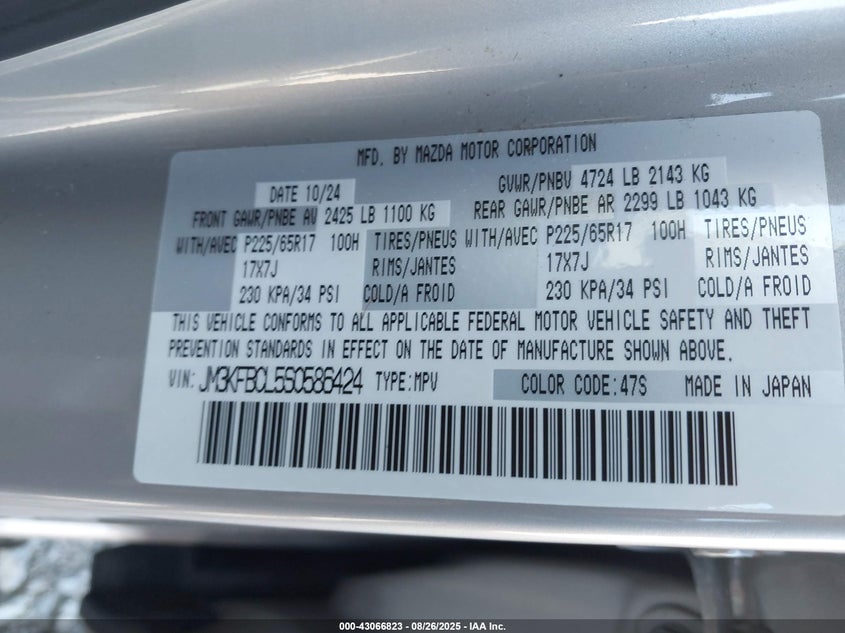 MFD. BY MAZDA MOTOR CORPORATION
DATE 10/24 GVWR/PNBV 4724 LB 2143 KG
FRONT GAWR/PNBE AV 2425 LB 1100 KG REAR GAWR/PNBE AR 2299 LB 1043 KG
WITH/AVEC P225/65R17 100H TIRES/PNEUS WITH/AVEC P225/65R17 100H TIRES/PNEUS
17X7J RIMS/JANTES 17X7J RIMS/JANTES
230 KPA/34 PSI COLD/A FROID 230 KPA/34 PSI COLD/A FROID
THIS VEHICLE CONFORMS TO ALL APPLICABLE FEDERAL MOTOR VEHICLE SAFETY AND THEFT
PREVENTION STANDARDS IN EFFECT ON THE DATE OF MANUFACTURE SHOWN ABOVE.
VIN: JM3KFBCL5S0586424 TYPE:MPV COLOR CODE:47S MADE IN JAPAN
000-43066823 - 08/26/2025 - IAA Inc.